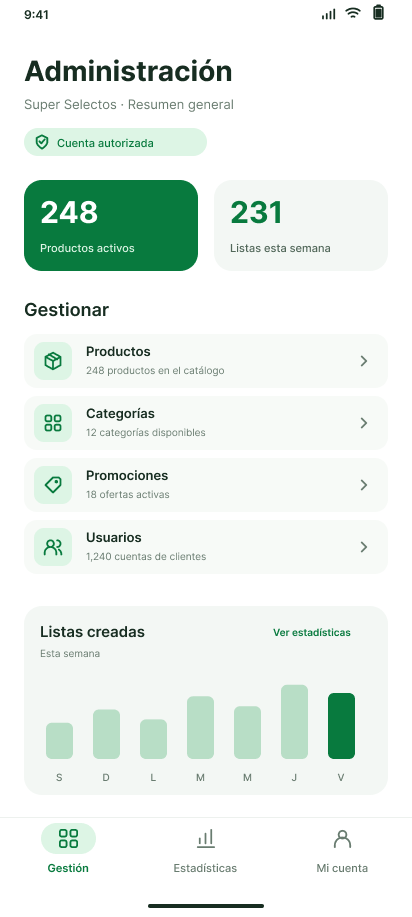 9:41
Administración
Super Selectos · Resumen general
Cuenta autorizada
248
Productos activos
231
Listas esta semana
Gestionar
Productos
248 productos en el catálogo
Categorías
12 categorías disponibles
Promociones
18 ofertas activas
Usuarios
1,240 cuentas de clientes
Listas creadas
Ver estadísticas
Esta semana
S D L M M J V
Gestión
Estadísticas
Mi cuenta